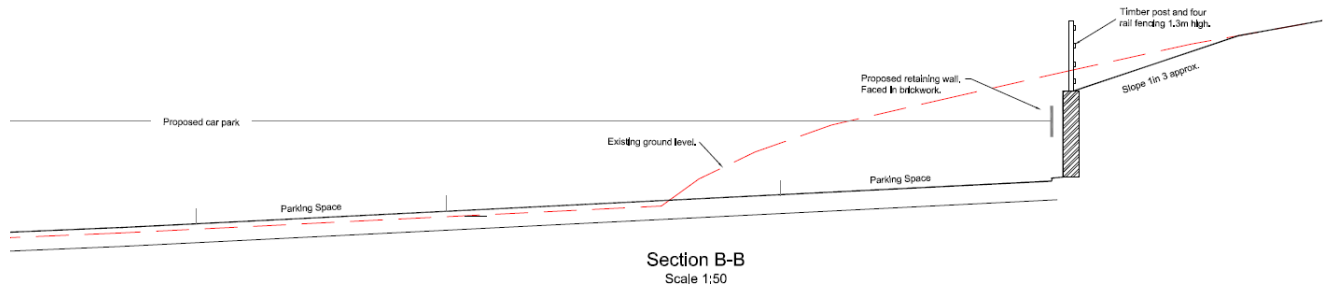 Timber post and four
rail fencing 1.3m high.
Proposed retaining wall.
Faced in brickwork.
Slope 1in 3 approx.
Proposed car park
Existing ground level.
Parking Space
Parking Space
Section B-B
Scale 1:50